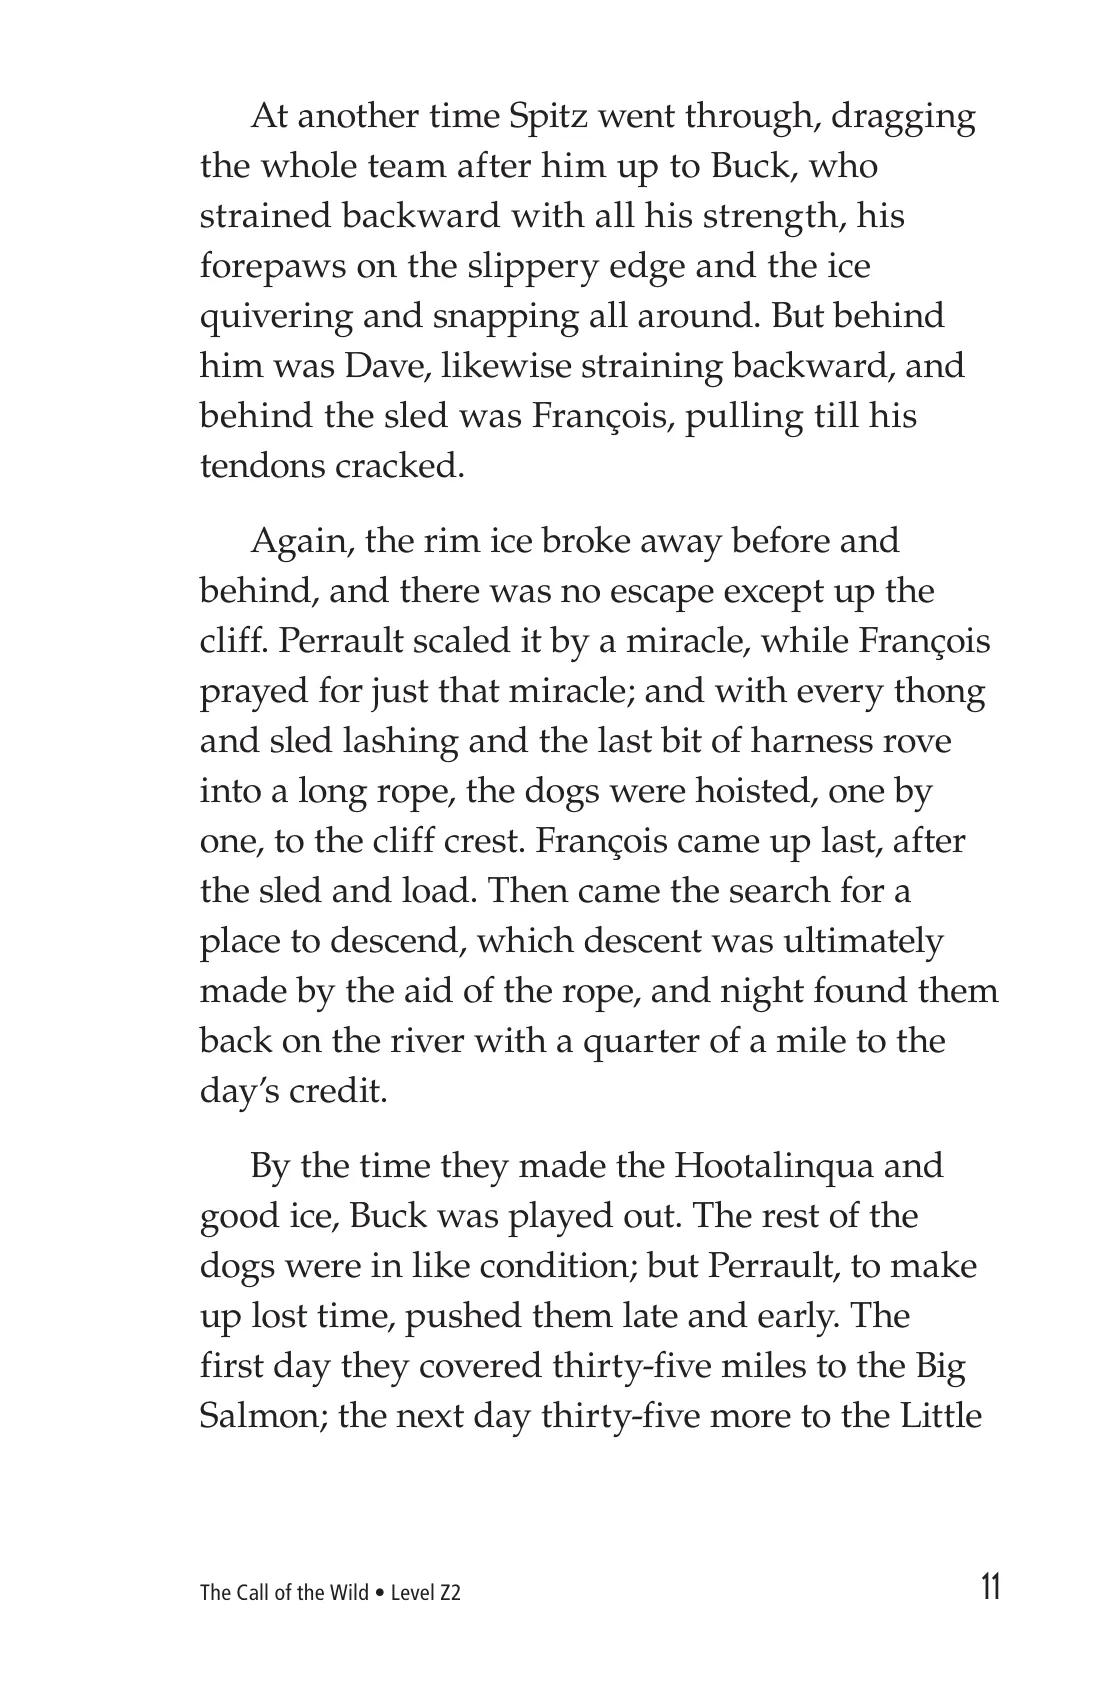 At another time Spitz went through, dragging
the whole team after him up to Buck, who
strained backward with all his strength, his
forepaws on the slippery edge and the ice
quivering and snapping all around. But behind
him was Dave, likewise straining backward, and
behind the sled was François, pulling till his
tendons cracked.
Again, the rim ice broke away before and
behind, and there was no escape except up the
cliff. Perrault scaled it by a miracle, while François
prayed for just that miracle; and with every thong
and sled lashing and the last bit of harness rove
into a long rope, the dogs were hoisted, one by
one, to the cliff crest. François came up last, after
the sled and load. Then came the search for a
place to descend, which descent was ultimately
made by the aid of the rope, and night found them
back on the river with a quarter of a mile to the
day’s credit.
By the time they made the Hootalinqua and
good ice, Buck was played out. The rest of the
dogs were in like condition; but Perrault, to make
up lost time, pushed them late and early. The
first day they covered thirty-five miles to the Big
Salmon; the next day thirty-five more to the Little
The Call of the Wild • Level Z2
11